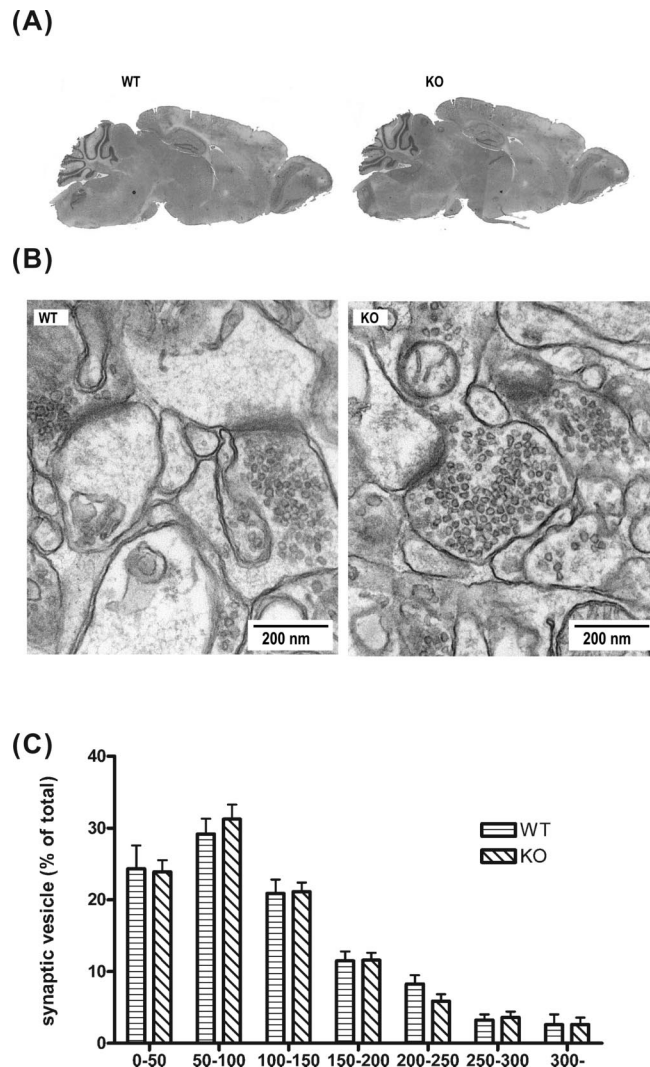 (A)
WT
KO
(B)
WT
KO
200 nm
200 nm
(C)
synaptic vesicle (% of total)
40
30
20
10
0
WT
KO
0-50 50-100 100-150 150-200 200-250 250-300 300-